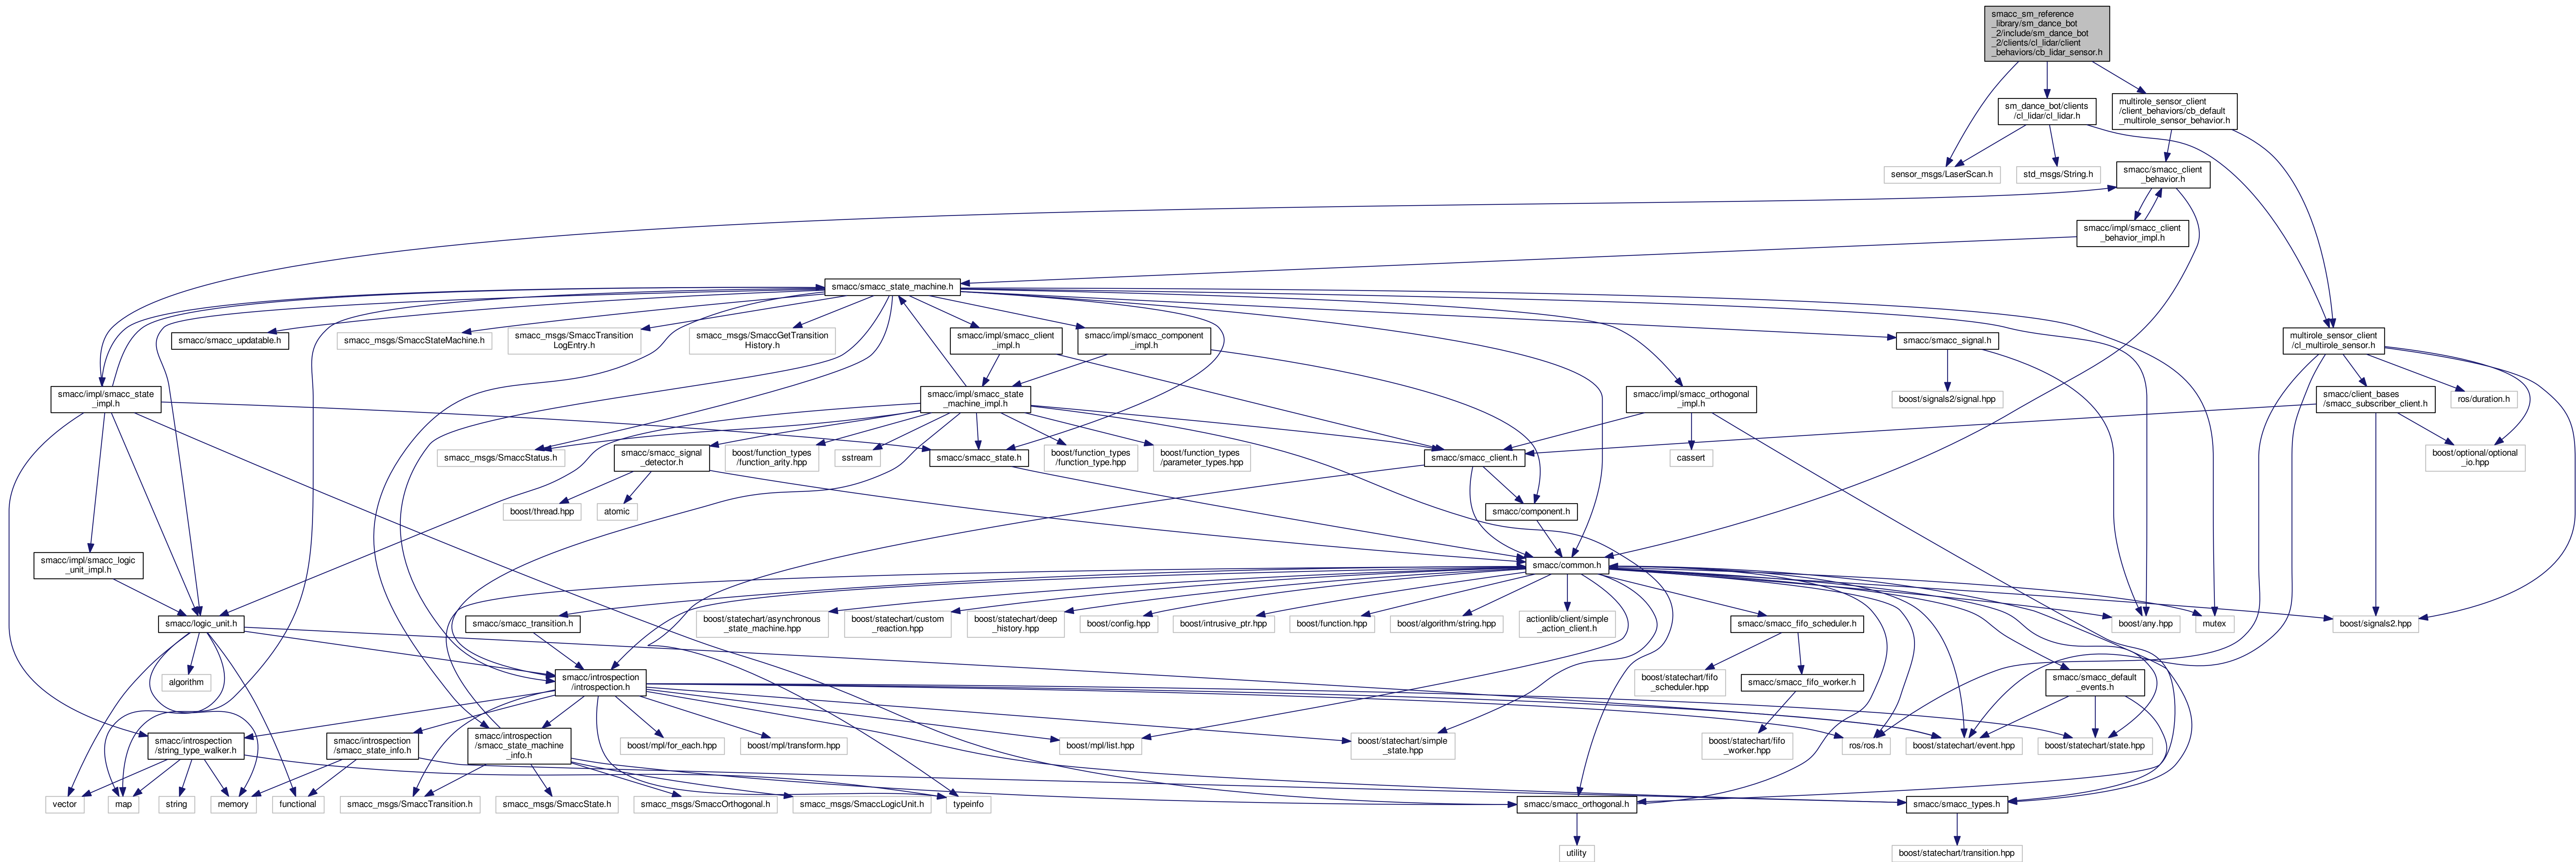 smacc_sm_reference
_library/sm_dance_bot
_2/include/sm_dance_bot
_2/clients/cl_lidar/client
_behaviors/cb_lidar_sensor.h
sm_dance_bot/clients
/cl_lidar/cl_lidar.h
multirole_sensor_client
/client_behaviors/cb_default
_multirole_sensor_behavior.h
sensor_msgs/LaserScan.h
std_msgs/String.h
smacc/smacc_client
_behavior.h
smacc/impl/smacc_client
_behavior_impl.h
smacc/smacc_state_machine.h
smacc/smacc_updatable.h
smacc_msgs/SmaccStateMachine.h
smacc_msgs/SmaccTransition
LogEntry.h
smacc_msgs/SmaccGetTransition
History.h
smacc/impl/smacc_client
_impl.h
smacc/impl/smacc_component
_impl.h
smacc/smacc_signal.h
multirole_sensor_client
/cl_multirole_sensor.h
smacc/impl/smacc_state
_impl.h
smacc/impl/smacc_state
_machine_impl.h
smacc/impl/smacc_orthogonal
_impl.h
boost/signals2/signal.hpp
smacc/client_bases
/smacc_subscriber_client.h
ros/duration.h
smacc_msgs/SmaccStatus.h
smacc/smacc_signal
_detector.h
boost/function_types
/function_arity.hpp
sstream
smacc/smacc_state.h
boost/function_types
/function_type.hpp
boost/function_types
/parameter_types.hpp
smacc/smacc_client.h
cassert
boost/optional/optional
_io.hpp
boost/thread.hpp
atomic
smacc/component.h
smacc/impl/smacc_logic
_unit_impl.h
smacc/common.h
smacc/logic_unit.h
smacc/smacc_transition.h
boost/statechart/asynchronous
_state_machine.hpp
boost/statechart/custom
_reaction.hpp
boost/statechart/deep
_history.hpp
boost/config.hpp
boost/intrusive_ptr.hpp
boost/function.hpp
boost/algorithm/string.hpp
actionlib/client/simple
_action_client.h
smacc/smacc_fifo_scheduler.h
boost/any.hpp
mutex
boost/signals2.hpp
algorithm
smacc/introspection
/introspection.h
boost/statechart/fifo
_scheduler.hpp
smacc/smacc_fifo_worker.h
smacc/smacc_default
_events.h
smacc/introspection
/string_type_walker.h
smacc/introspection
/smacc_state_info.h
smacc/introspection
/smacc_state_machine
_info.h
boost/mpl/for_each.hpp
boost/mpl/transform.hpp
boost/mpl/list.hpp
boost/statechart/simple
_state.hpp
boost/statechart/fifo
_worker.hpp
ros/ros.h
boost/statechart/event.hpp
boost/statechart/state.hpp
vector
map
string
memory
functional
smacc_msgs/SmaccTransition.h
smacc_msgs/SmaccState.h
smacc_msgs/SmaccOrthogonal.h
smacc_msgs/SmaccLogicUnit.h
typeinfo
smacc/smacc_orthogonal.h
smacc/smacc_types.h
utility
boost/statechart/transition.hpp